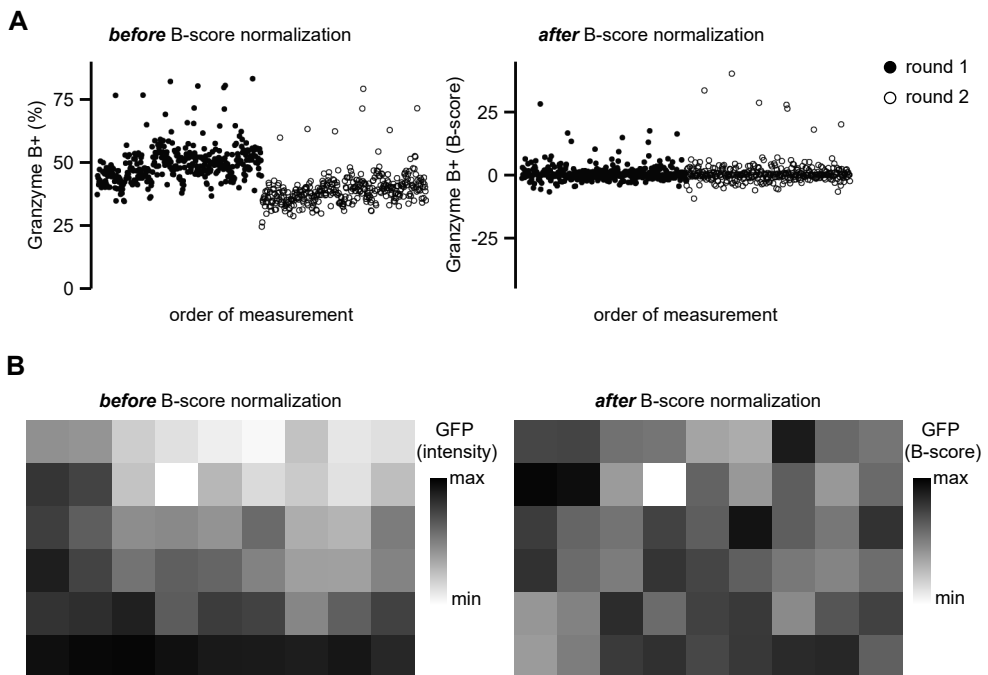 A
before B-score normalization
after B-score normalization
round 1
round 2
Granzyme B+ (%)
75
50
25
0
order of measurement
Granzyme B+ (B-score)
25
0
-25
order of measurement
B
before B-score normalization
after B-score normalization
GFP
(intensity)
max
min
GFP
(B-score)
max
min